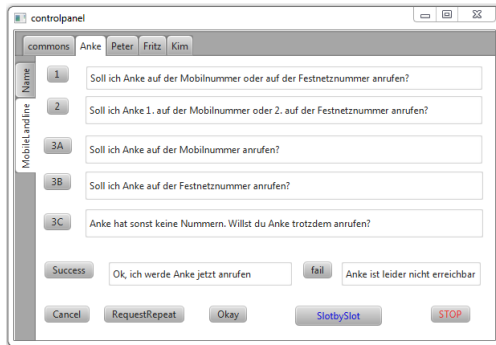 controlpanel
commons Anke Peter Fritz Kim
Name
MobileLandline
1 Soll ich Anke auf der Mobilnummer oder auf der Festnetznummer anrufen?
2 Soll ich Anke 1. auf der Mobilnummer oder 2. auf der Festnetznummer anrufen?
3A Soll ich Anke auf der Mobilnummer anrufen?
3B Soll ich Anke auf der Festnetznummer anrufen?
3C Anke hat sonst keine Nummern. Willst du Anke trotzdem anrufen?
Success Ok, ich werde Anke jetzt anrufen fail Anke ist leider nicht erreichbar
Cancel RequestRepeat Okay SlotbySlot STOP